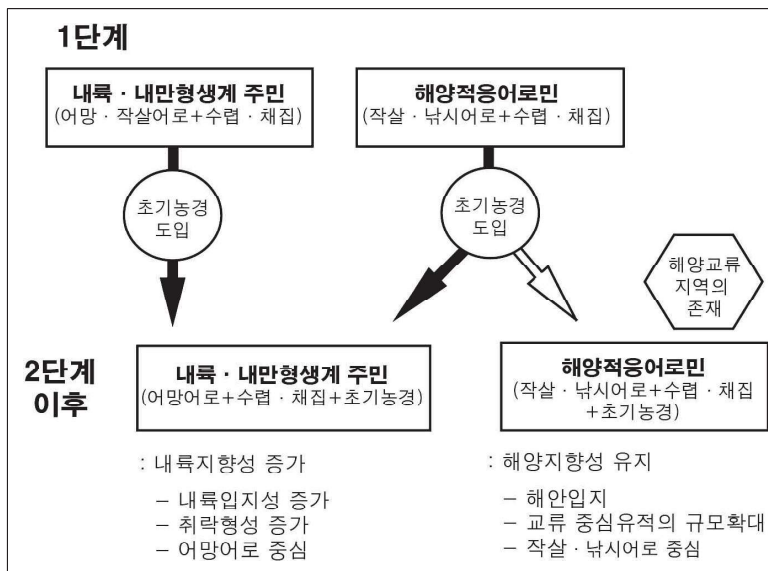 1단계
내륙 · 내만형생계 주민
(어망 · 작살어로+수렵 · 채집)
해양적응어로민
(작살 · 낚시어로+수렵 · 채집)
초기농경
도입
초기농경
도입
해양교류
지역의
존재
2단계
이후
내륙 · 내만형생계 주민
(어망어로+수렵 · 채집+초기농경)
해양적응어로민
(작살 · 낚시어로+수렵 · 채집
+초기농경)
: 내륙지향성 증가
– 내륙입지성 증가
– 취락형성 증가
– 어망어로 중심
: 해양지향성 유지
– 해안입지
– 교류 중심유적의 규모확대
– 작살 · 낚시어로 중심